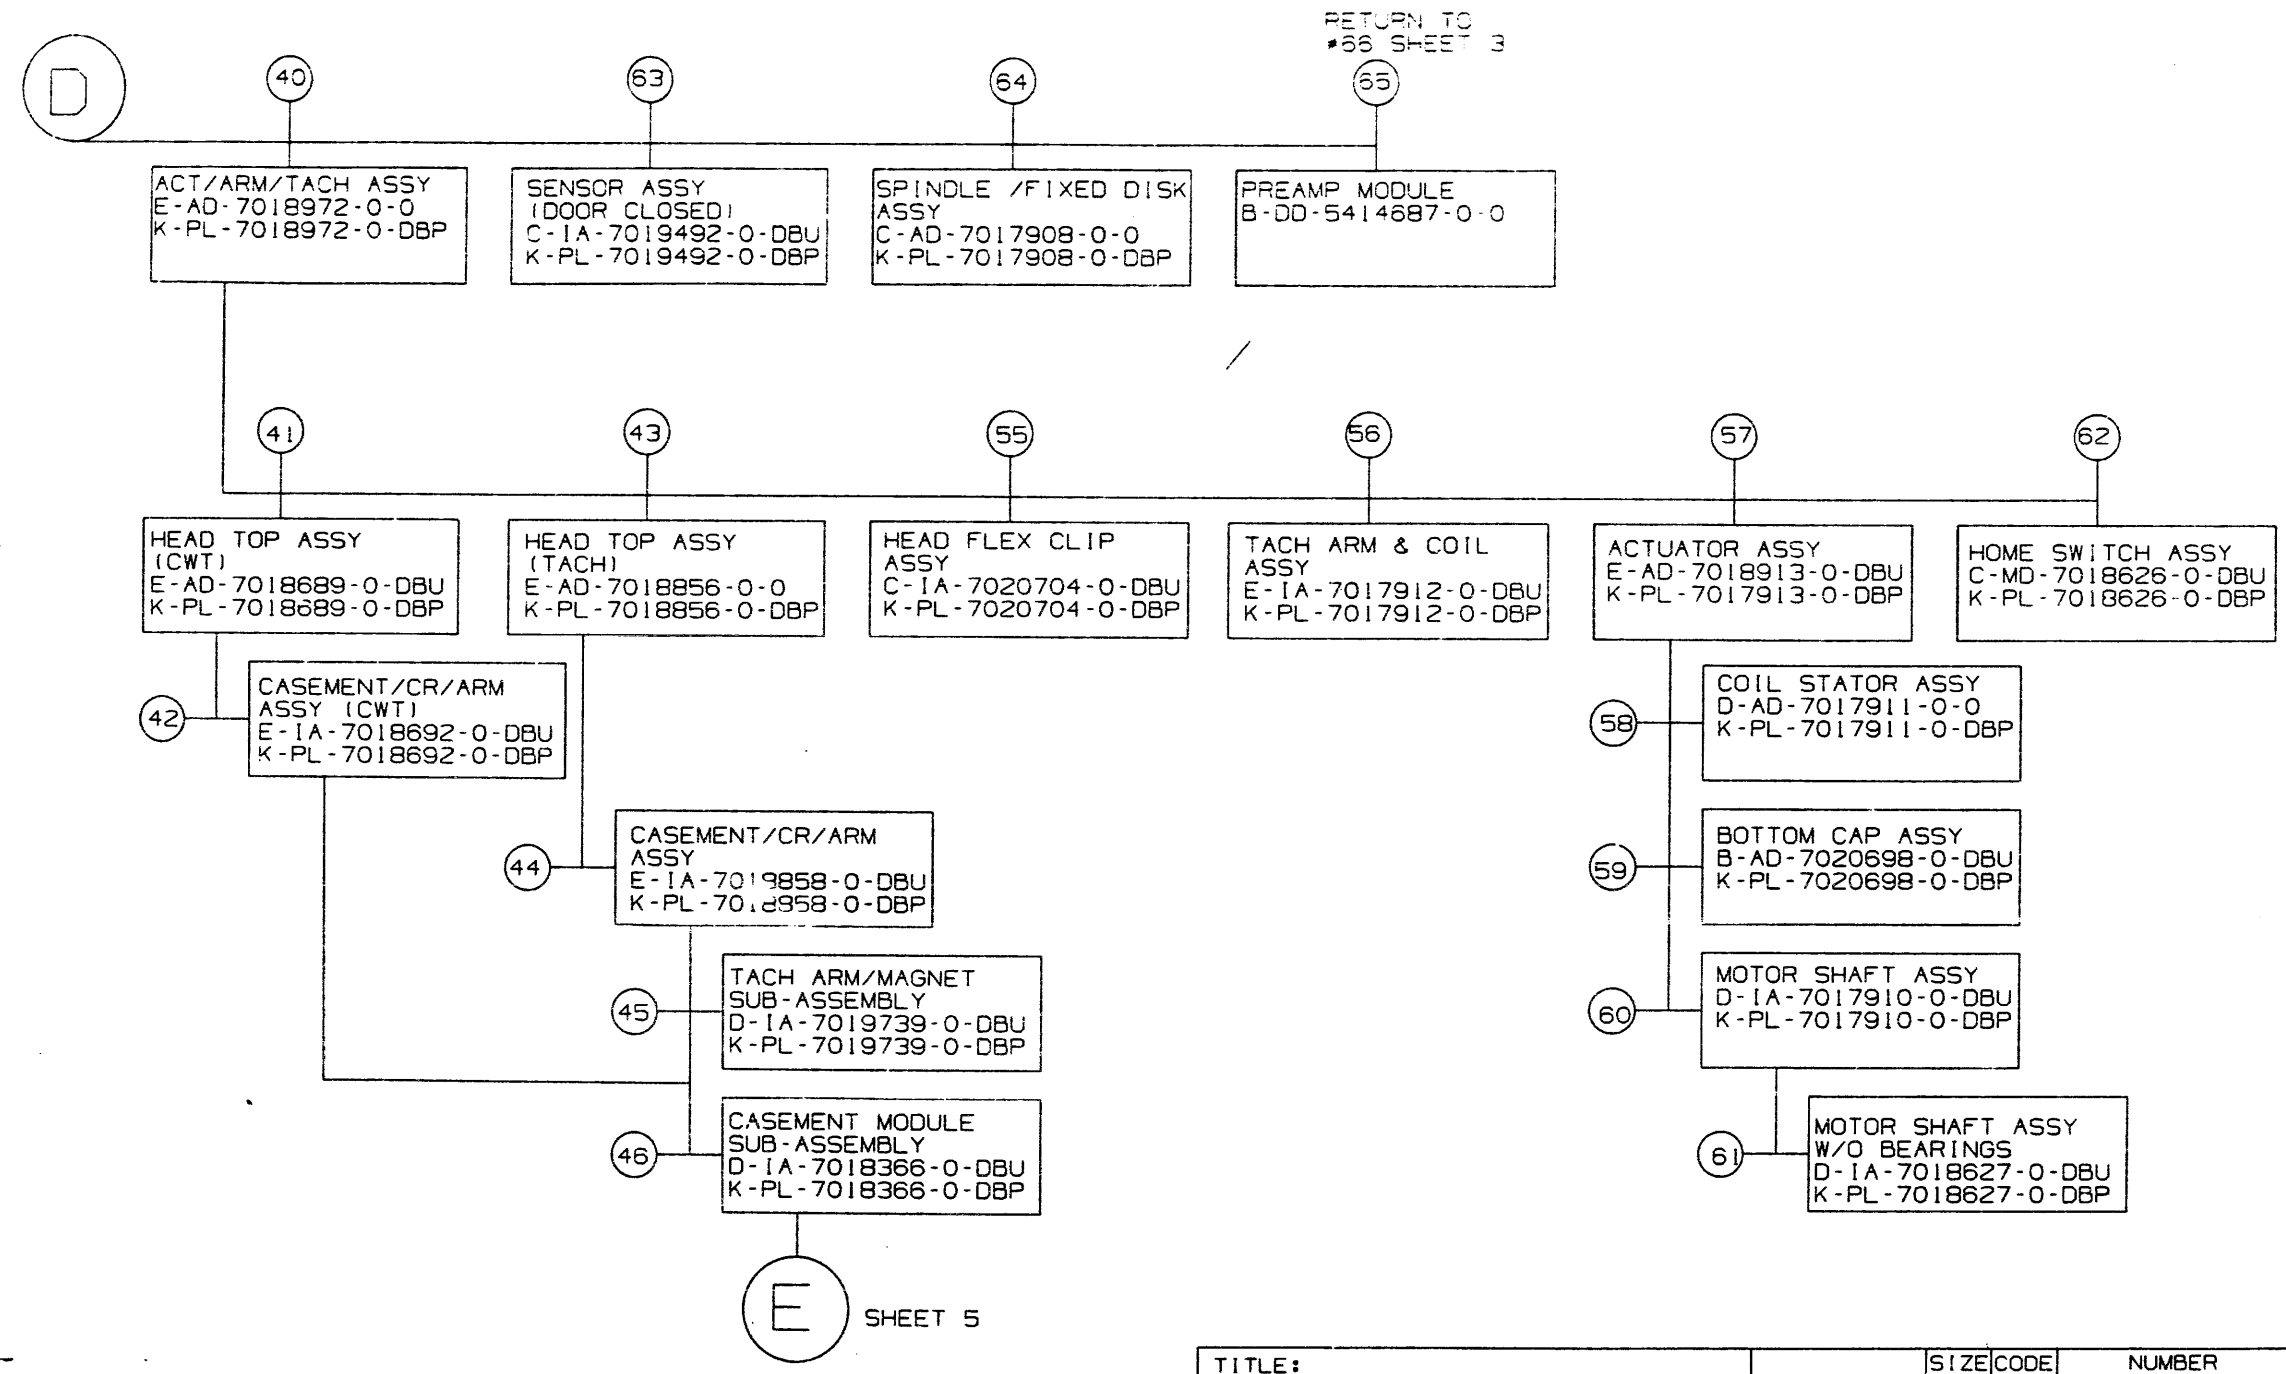 RETURN TO
#66 SHEET 3
D
40
63
64
65
ACT/ARM/TACH ASSY
E-AD-7018972-0-0
K-PL-7018972-0-DBP
SENSOR ASSY
(DOOR CLOSED)
C-IA-7019492-0-DBU
K-PL-7019492-0-DBP
SPINDLE /FIXED DISK
ASSY
C-AD-7017908-0-0
K-PL-7017908-0-DBP
PREAMP MODULE
B-DD-5414687-0-0
41
43
55
56
57
62
HEAD TOP ASSY
(CWT)
E-AD-7018689-0-DBU
K-PL-7018689-0-DBP
HEAD TOP ASSY
(TACH)
E-AD-7018856-0-0
K-PL-7018856-0-DBP
HEAD FLEX CLIP
ASSY
C-IA-7020704-0-DBU
K-PL-7020704-0-DBP
TACH ARM & COIL
ASSY
E-IA-7017912-0-DBU
K-PL-7017912-0-DBP
ACTUATOR ASSY
E-AD-7018913-0-DBU
K-PL-7017913-0-DBP
HOME SWITCH ASSY
C-MD-7018626-0-DBU
K-PL-7018626-0-DBP
42
CASEMENT/CR/ARM
ASSY (CWT)
E-IA-7018692-0-DBU
K-PL-7018692-0-DBP
58
COIL STATOR ASSY
D-AD-7017911-0-0
K-PL-7017911-0-DBP
44
CASEMENT/CR/ARM
ASSY
59
BOTTOM CAP ASSY
B-AD-7020698-0-DBU
K-PL-7020698-0-DBP
45
TACH ARM/MAGNET
SUB-ASSEMBLY
D-IA-7019739-0-DBU
K-PL-7019739-0-DBP
60
MOTOR SHAFT ASSY
D-IA-7017910-0-DBU
K-PL-7017910-0-DBP
46
CASEMENT MODULE
SUB-ASSEMBLY
D-IA-7018366-0-DBU
K-PL-7018366-0-DBP
61
MOTOR SHAFT ASSY
W/O BEARINGS
D-IA-7018627-0-DBU
K-PL-7018627-0-DBP
E
SHEET 5
TITLE:
SIZE CODE NUMBER